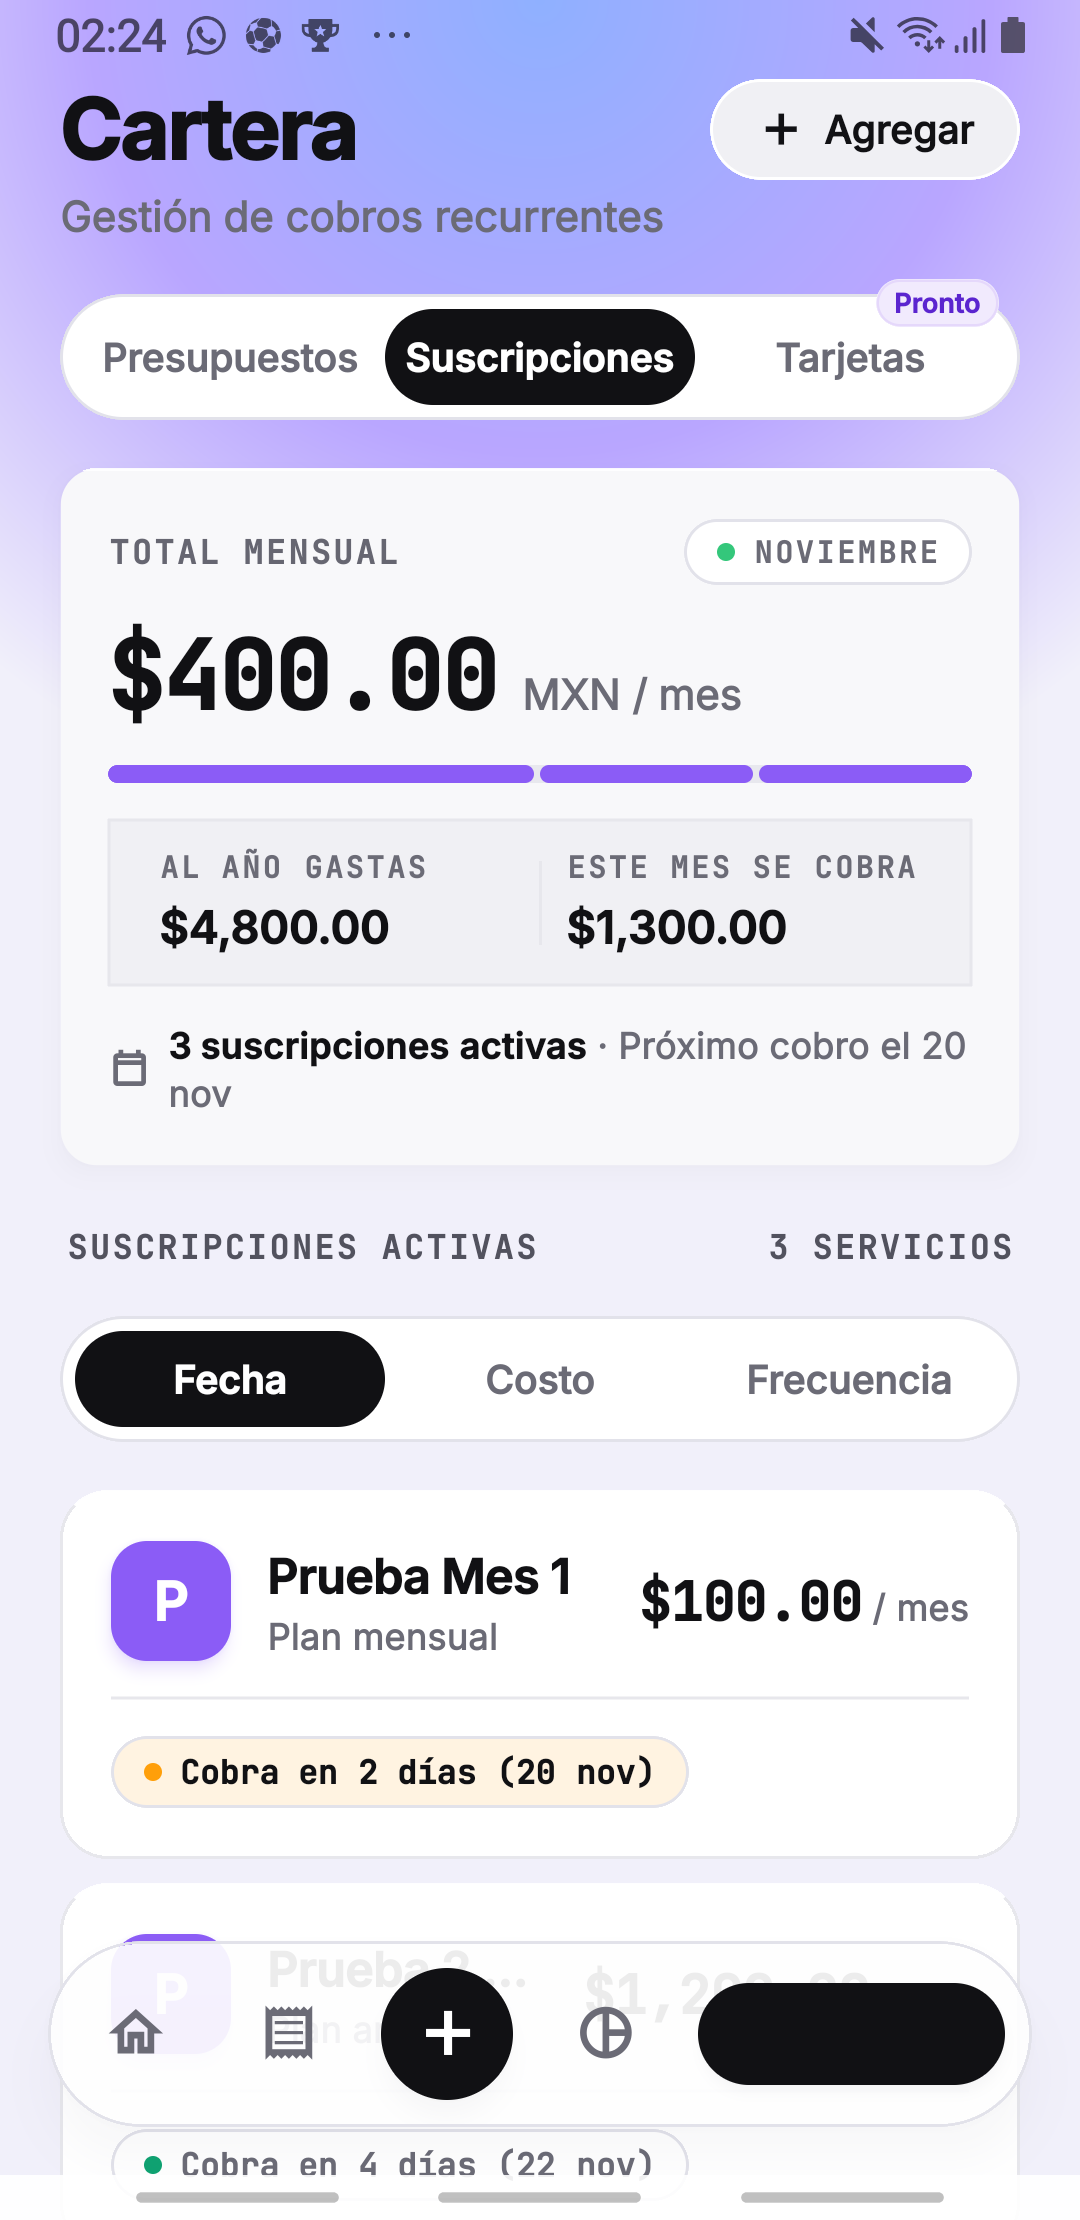 02:24
Cartera
+ Agregar
Gestión de cobros recurrentes
Pronto
Presupuestos
Suscripciones
Tarjetas
TOTAL MENSUAL
NOVIEMBRE
$400.00 MXN / mes
AL AÑO GASTAS
ESTE MES SE COBRA
$4,800.00
$1,300.00
3 suscripciones activas · Próximo cobro el 20
nov
SUSCRIPCIONES ACTIVAS
3 SERVICIOS
Fecha
Costo
Frecuencia
P
Prueba Mes 1
$100.00 / mes
Plan mensual
Cobra en 2 días (20 nov)
P
Prueba 2 ...
Cobra en 4 días (22 nov)